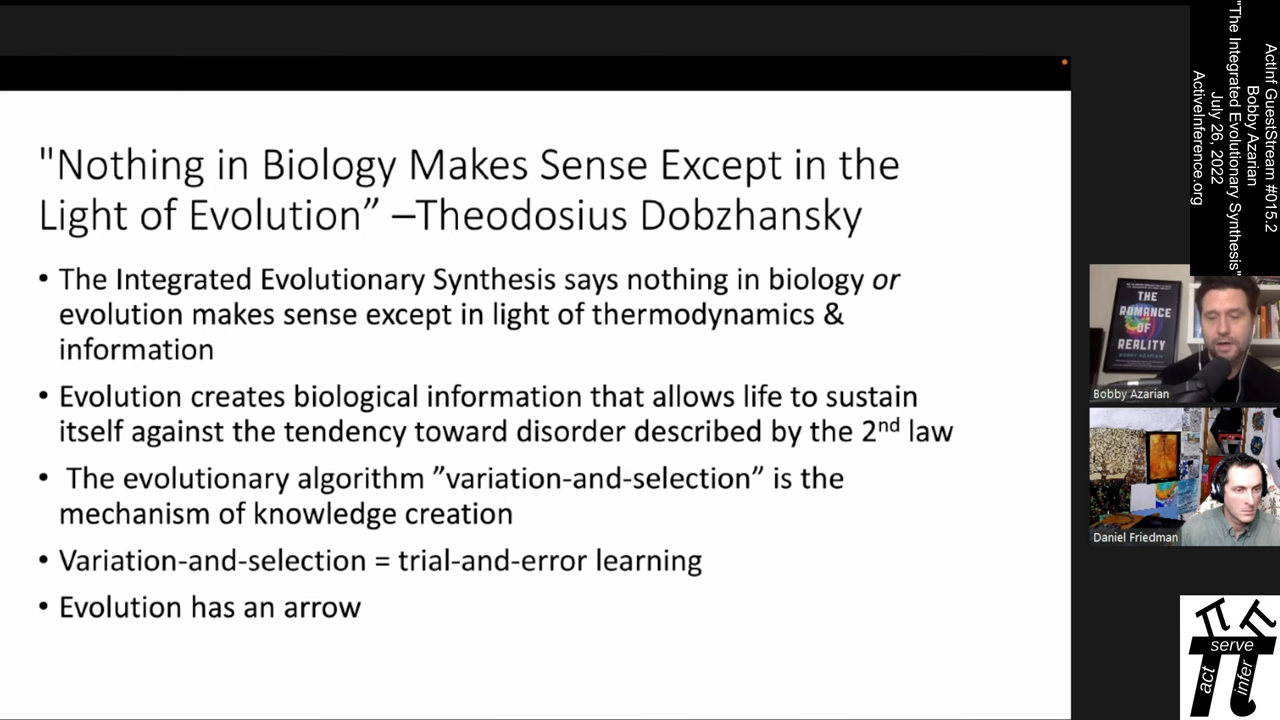 "Nothing in Biology Makes Sense Except in the
Light of Evolution” –Theodosius Dobzhansky
• The Integrated Evolutionary Synthesis says nothing in biology or
evolution makes sense except in light of thermodynamics &
information
• Evolution creates biological information that allows life to sustain
itself against the tendency toward disorder described by the 2nd law
• The evolutionary algorithm ”variation-and-selection” is the
mechanism of knowledge creation
• Variation-and-selection = trial-and-error learning
• Evolution has an arrow
ActInf GuestStream #015.2
Bobby Azarian
"The Integrated Evolutionary Synthesis"
July 26, 2022
ActiveInference.org
THE
ROMANCE
OF
REALITY
BOBBY AZARIAN
Bobby Azarian
Daniel Friedman
serve
act
infer